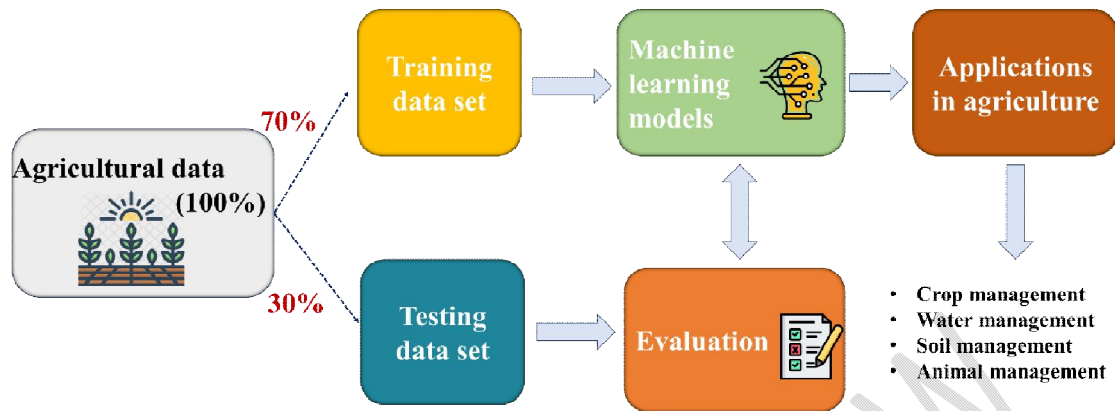 Agricultural data
(100%)
70%
30%
Training
data set
Testing
data set
Machine
learning
models
Evaluation
Applications
in agriculture
• Crop management
• Water management
• Soil management
• Animal management